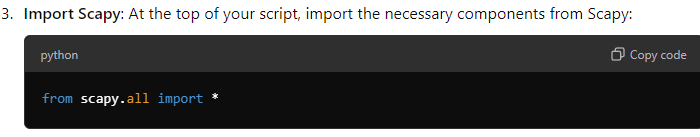 3. Import Scapy: At the top of your script, import the necessary components from Scapy:
python Copy code
from scapy.all import *